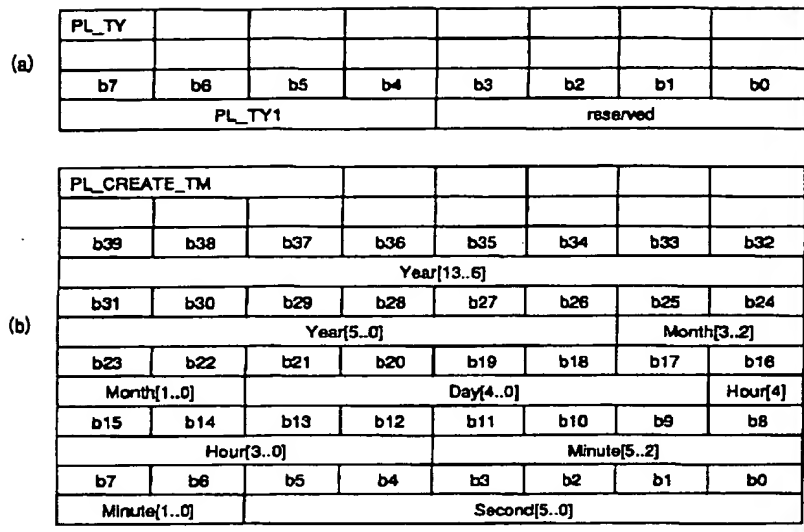 (a)
PL_TY
b7 b6 b5 b4 b3 b2 b1 b0
PL_TY1 reserved
(b)
PL_CREATE_TM
b39 b38 b37 b36 b35 b34 b33 b32
Year[13..6]
b31 b30 b29 b28 b27 b26 b25 b24
Year[5..0] Month[3..2]
b23 b22 b21 b20 b19 b18 b17 b16
Month[1..0] Day[4..0] Hour[4]
b15 b14 b13 b12 b11 b10 b9 b8
Hour[3..0] Minute[5..2]
b7 b6 b5 b4 b3 b2 b1 b0
Minute[1..0] Second[5..0]